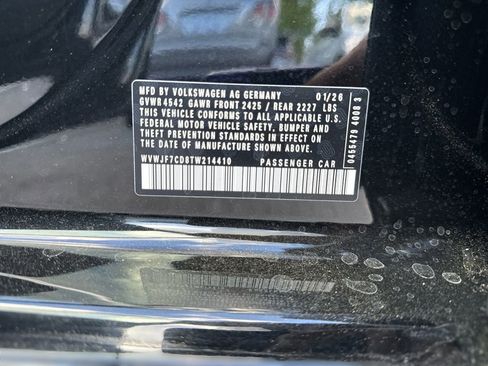 MFD BY VOLKSWAGEN AG GERMANY 01/26
GVWR 4542 GAWR FRONT 2425 / REAR 2227 LBS
THIS VEHICLE CONFORMS TO ALL APPLICABLE U.S.
FEDERAL MOTOR VEHICLE SAFETY, BUMPER AND
THEFT PREVENTION STANDARDS IN EFFECT ON
THE DATE OF MANUFACTURE SHOWN ABOVE.
PASSENGER CAR
0455479 4008 3